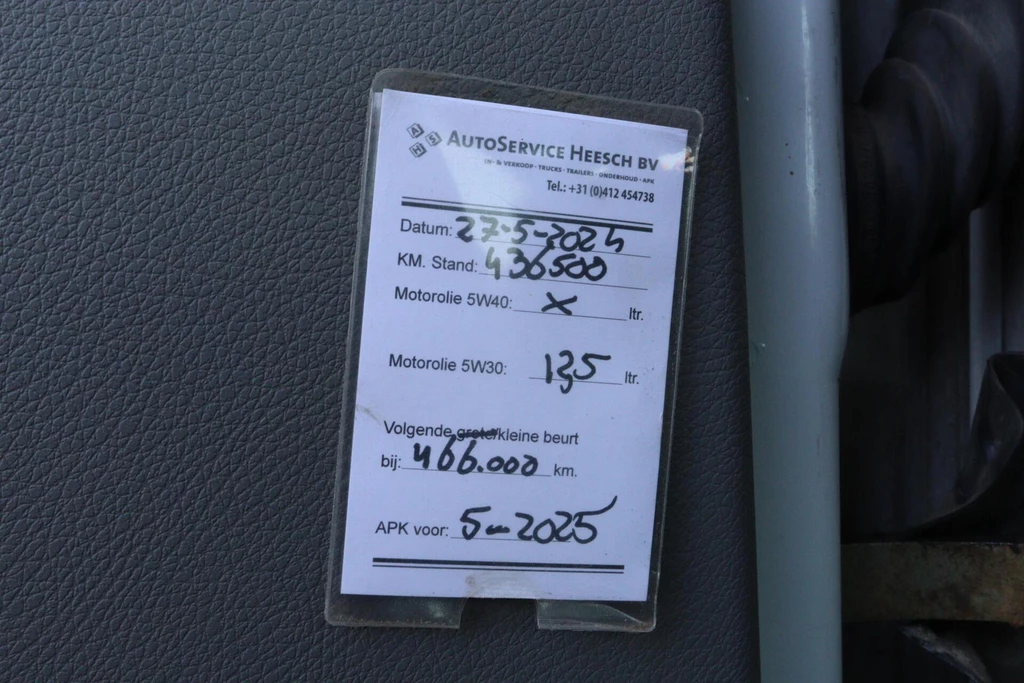 A
H S
AUTOSERVICE HEESCH BV
IN- & VERKOOP · TRUCKS · TRAILERS · ONDERHOUD · APK
Tel.: +31 (0)412 454738
Datum: 27-5-2024
KM. Stand: 436500
Motorolie 5W40: X ltr.
Motorolie 5W30: 12,5 ltr.
Volgende grote/kleine beurt
bij: 466.000 km.
APK voor: 5-2025